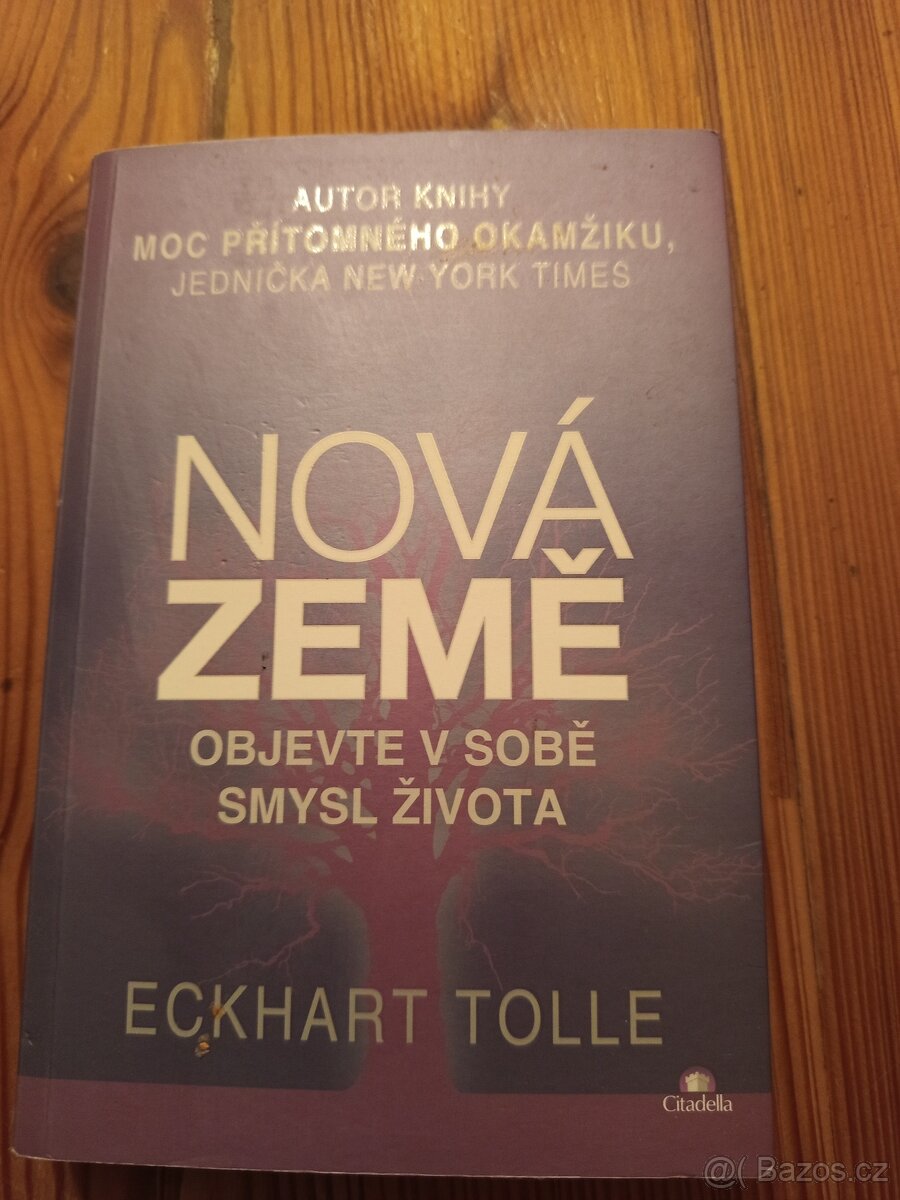 AUTOR KNIHY
MOC PŘÍTOMNÉHO OKAMŽIKU,
JEDNIČKA NEW YORK TIMES
NOVÁ
ZEMĚ
OBJEVTE V SOBĚ
SMYSL ŽIVOTA
ECKHART TOLLE
Citadella
@( Bazos.cz